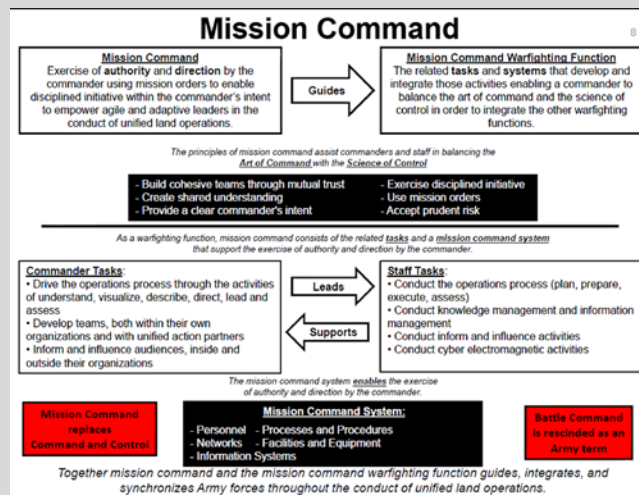 Mission Command
8
Mission Command
Exercise of authority and direction by the
commander using mission orders to enable
disciplined initiative within the commander's intent
to empower agile and adaptive leaders in the
conduct of unified land operations.
Guides
Mission Command Warfighting Function
The related tasks and systems that develop and
integrate those activities enabling a commander to
balance the art of command and the science of
control in order to integrate the other warfighting
functions.
The principles of mission command assist commanders and staff in balancing the
Art of Command with the Science of Control
- Build cohesive teams through mutual trust
- Create shared understanding
- Provide a clear commander's intent
- Exercise disciplined initiative
- Use mission orders
- Accept prudent risk
As a warfighting function, mission command consists of the related tasks and a mission command system
that support the exercise of authority and direction by the commander.
Commander Tasks:
• Drive the operations process through the activities
of understand, visualize, describe, direct, lead and
assess
• Develop teams, both within their own
organizations and with unified action partners
• Inform and influence audiences, inside and
outside their organizations
Leads
Supports
Staff Tasks:
• Conduct the operations process (plan, prepare,
execute, assess)
• Conduct knowledge management and information
management
• Conduct inform and influence activities
• Conduct cyber electromagnetic activities
The mission command system enables the exercise
of authority and direction by the commander.
Mission Command
replaces
Command and Control
Mission Command System:
- Personnel - Processes and Procedures
- Networks - Facilities and Equipment
- Information Systems
Battle Command
is rescinded as an
Army term
Together mission command and the mission command warfighting function guides, integrates, and
synchronizes Army forces throughout the conduct of unified land operations.